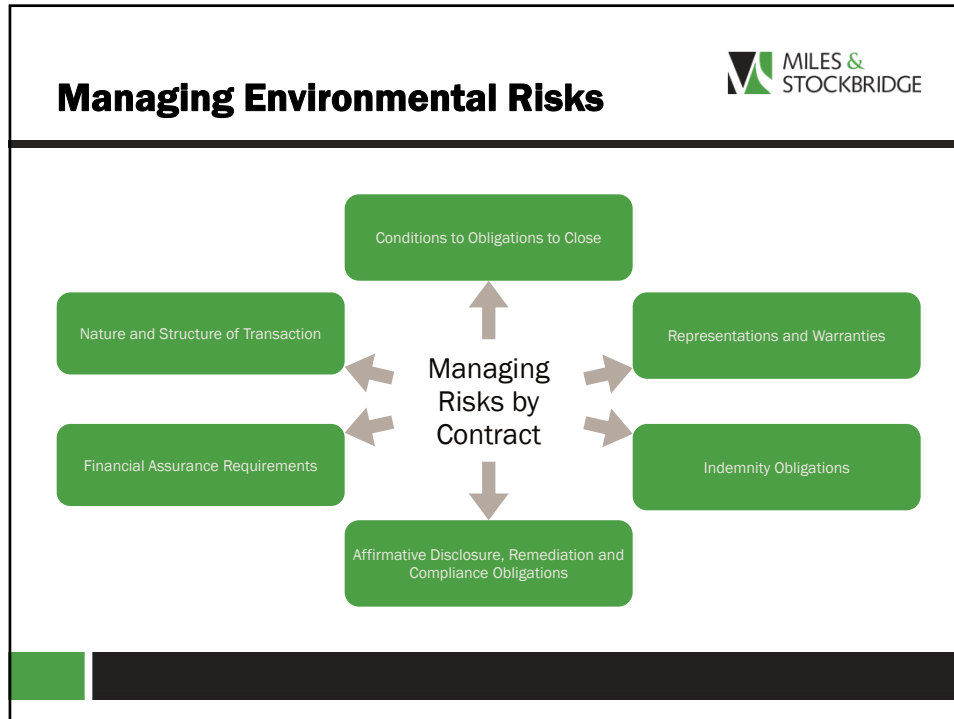 Managing Environmental Risks
MILES &
STOCKBRIDGE
Conditions to Obligations to Close
Nature and Structure of Transaction
Representations and Warranties
Managing
Risks by
Contract
Financial Assurance Requirements
Indemnity Obligations
Affirmative Disclosure, Remediation and
Compliance Obligations